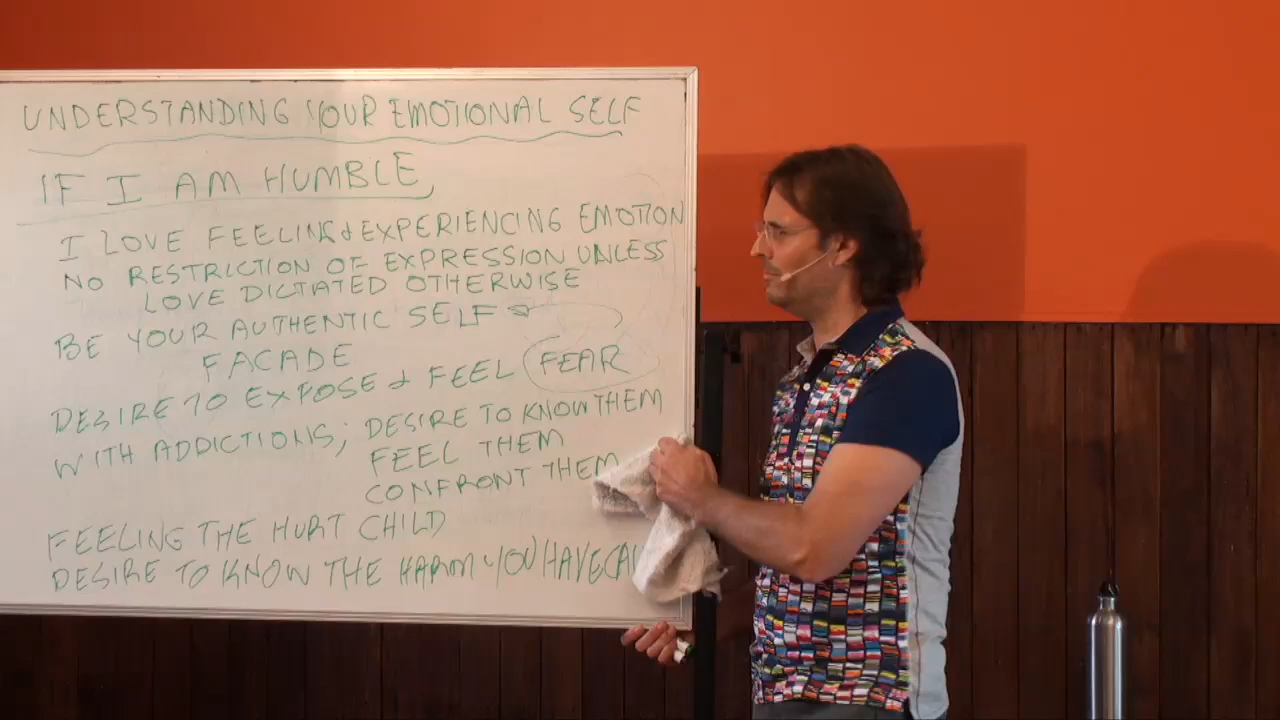 UNDERSTANDING YOUR EMOTIONAL SELF
IF I AM HUMBLE,
I LOVE FEELING & EXPERIENCING EMOTION
NO RESTRICTION OF EXPRESSION UNLESS
LOVE DICTATED OTHERWISE
BE YOUR AUTHENTIC SELF
FACADE
DESIRE TO EXPOSE & FEEL FEAR
WITH ADDICTIONS; DESIRE TO KNOW THEM
FEEL THEM
CONFRONT THEM
FEELING THE HURT CHILD
DESIRE TO KNOW THE HARM YOU HAVE